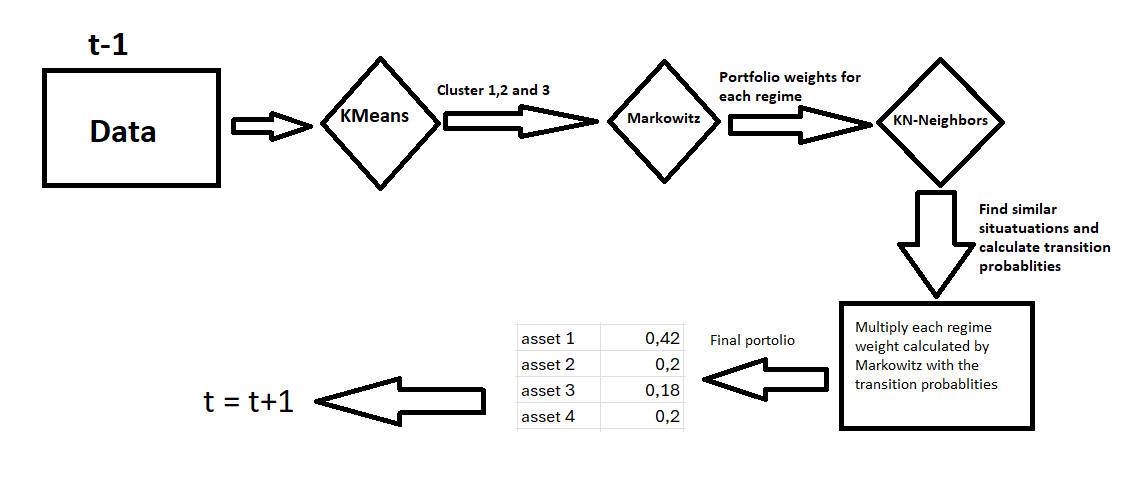 t-1
Data
KMeans
Cluster 1,2 and 3
Markowitz
Portfolio weights for
each regime
KN-Neighbors
Find similar
situatuations and
calculate transition
probablities
Multiply each regime
weight calculated by
Markowitz with the
transition probablities
Final portolio
asset 1 0,42
asset 2 0,2
asset 3 0,18
asset 4 0,2
t = t+1